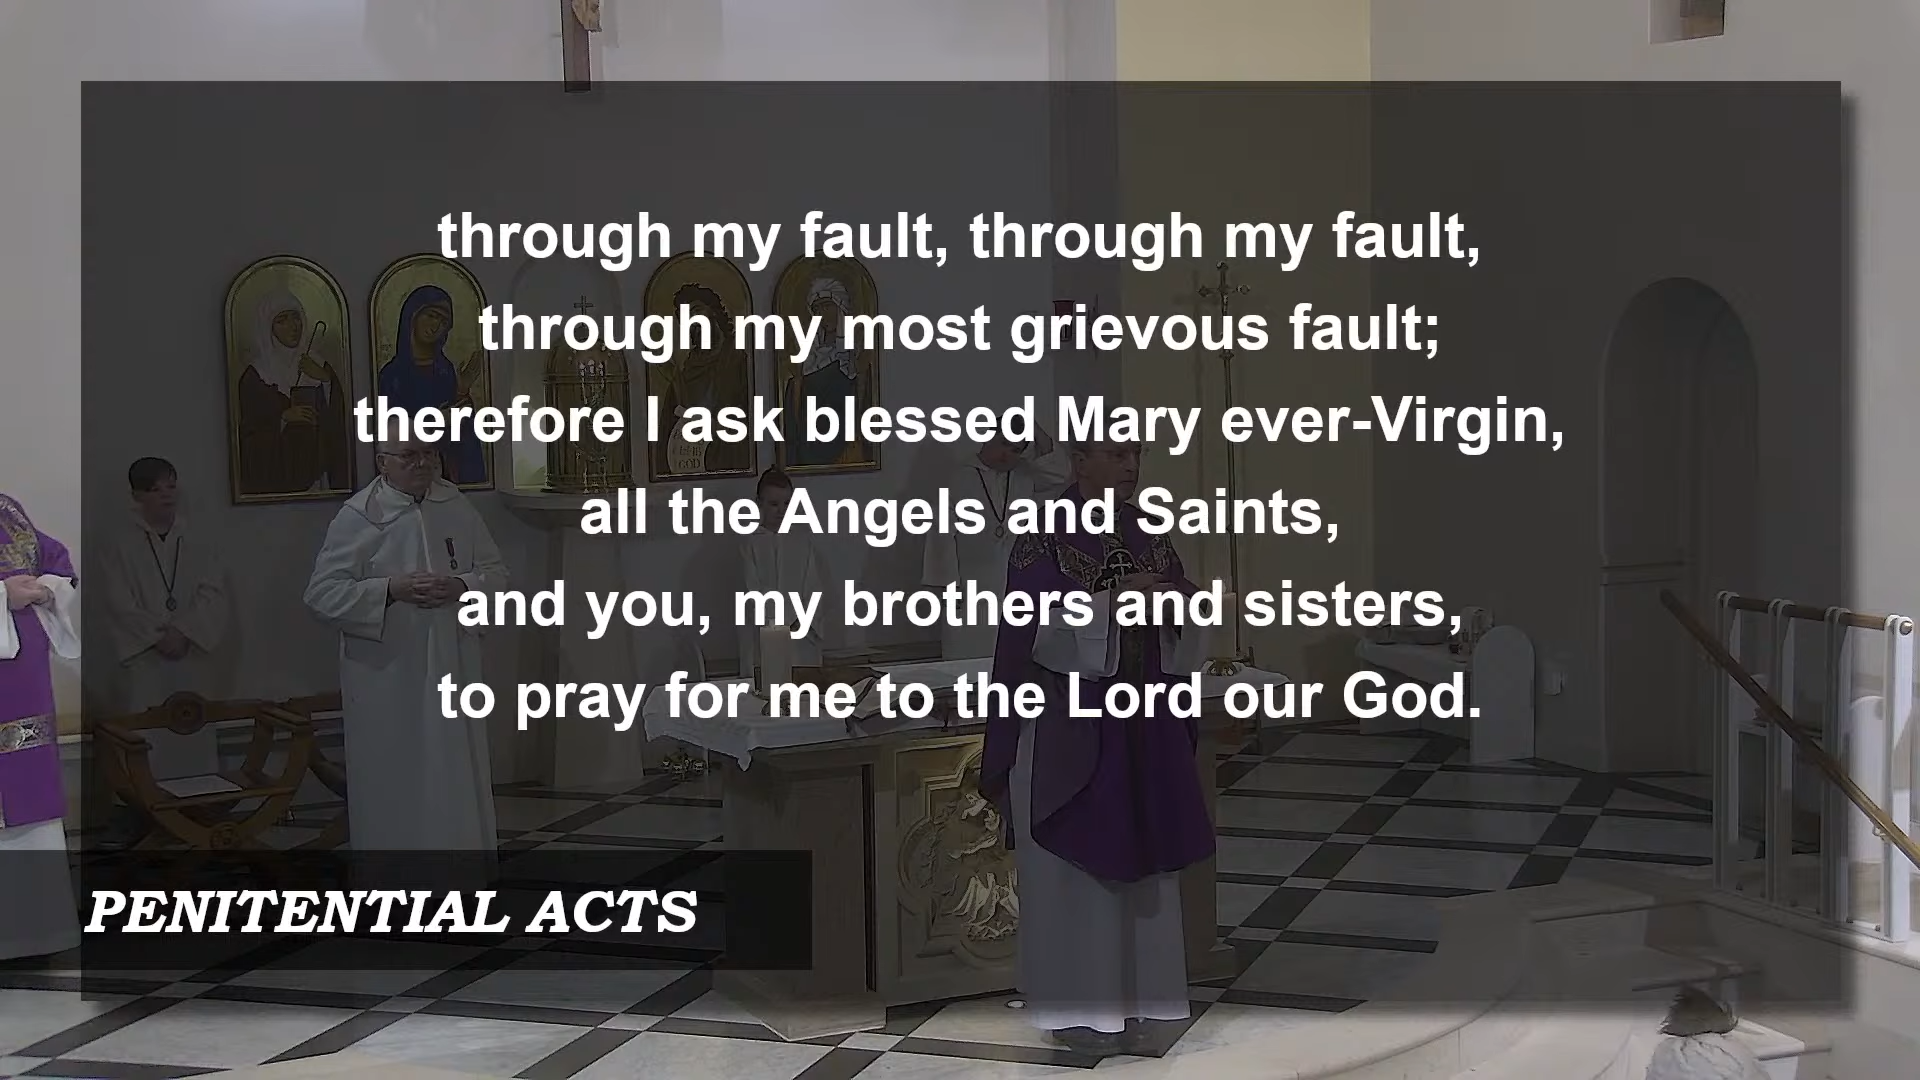 through my fault, through my fault,
through my most grievous fault;
therefore I ask blessed Mary ever-Virgin,
all the Angels and Saints,
and you, my brothers and sisters,
to pray for me to the Lord our God.
PENITENTIAL ACTS